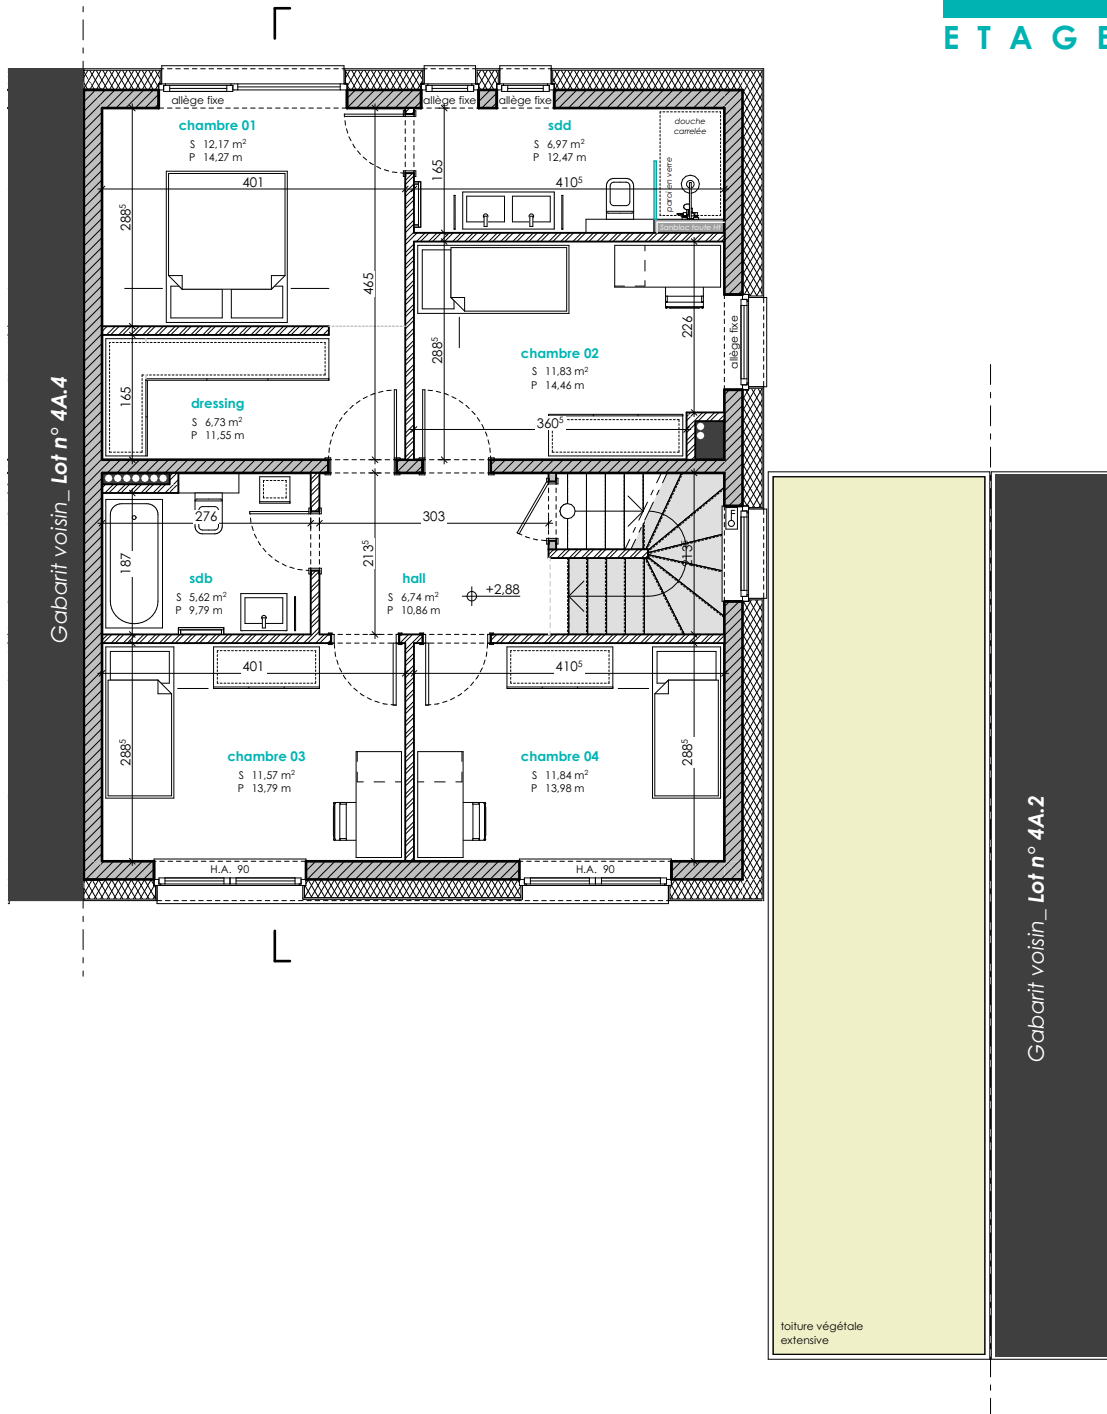 ETAGE
allège fixe
allège fixe
allège fixe
chambre 01
S 12,17 m²
P 14,27 m
sdd
S 6,97 m²
P 12,47 m
douche
carrelée
paroi en verre
401
165
410⁵
288⁵
465
288⁵
226
allège fixe
chambre 02
S 11,83 m²
P 14,46 m
165
dressing
S 6,73 m²
P 11,55 m
360⁵
Gabarit voisin_ Lot n° 4A.4
276
303
F
187
213⁵
213⁵
sdb
S 5,62 m²
P 9,79 m
hall
S 6,74 m²
P 10,86 m
+2,88
401
410⁵
288⁵
288⁵
chambre 03
S 11,57 m²
P 13,79 m
chambre 04
S 11,84 m²
P 13,98 m
H.A. 90
H.A. 90
Gabarit voisin_ Lot n° 4A.2
toiture végétale
extensive